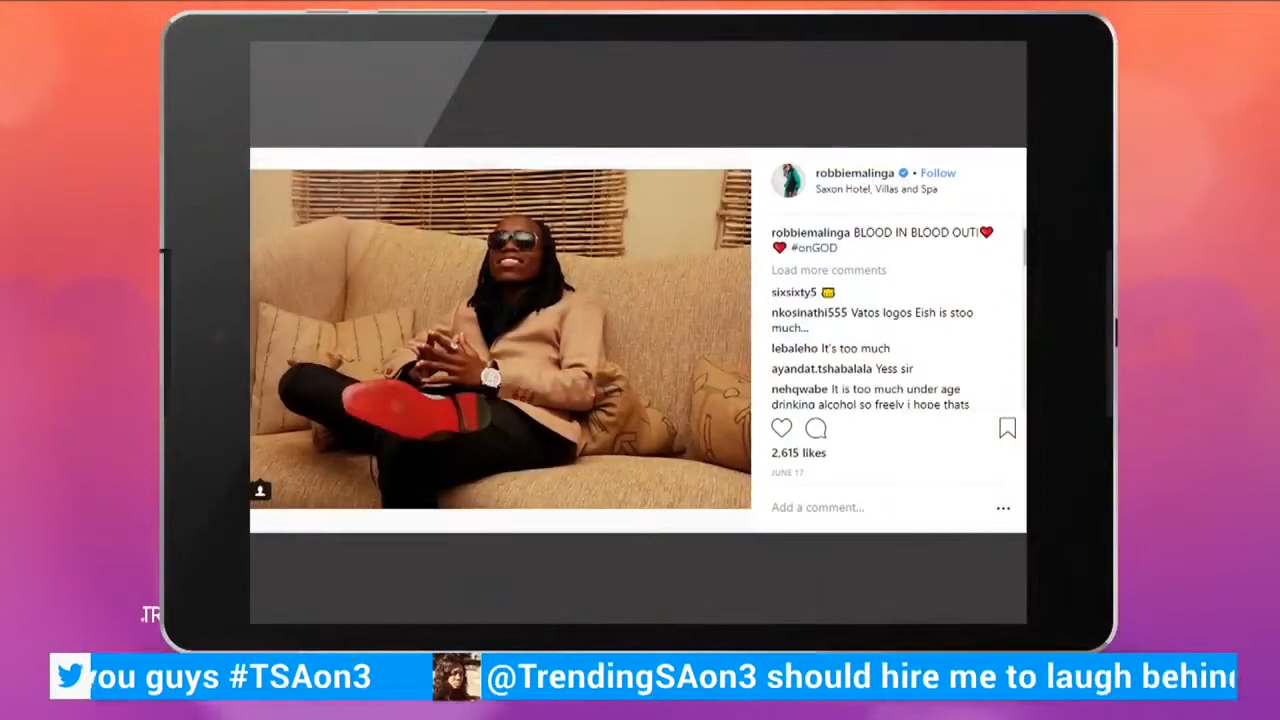 robbiemalinga • Follow
Saxon Hotel, Villas and Spa
robbiemalinga BLOOD IN BLOOD OUT!❤
❤ #onGOD
Load more comments
sixsixty5
nkosinathi555 Vatos logos Eish is stoo
much...
lebaleho It's too much
ayandat.tshabalala Yess sir
nehqwabe It is too much under age
drinking alcohol so freely i hope thats
2,615 likes
JUNE 17
Add a comment...
.TR
you guys #TSAon3
@TrendingSAon3 should hire me to laugh behind